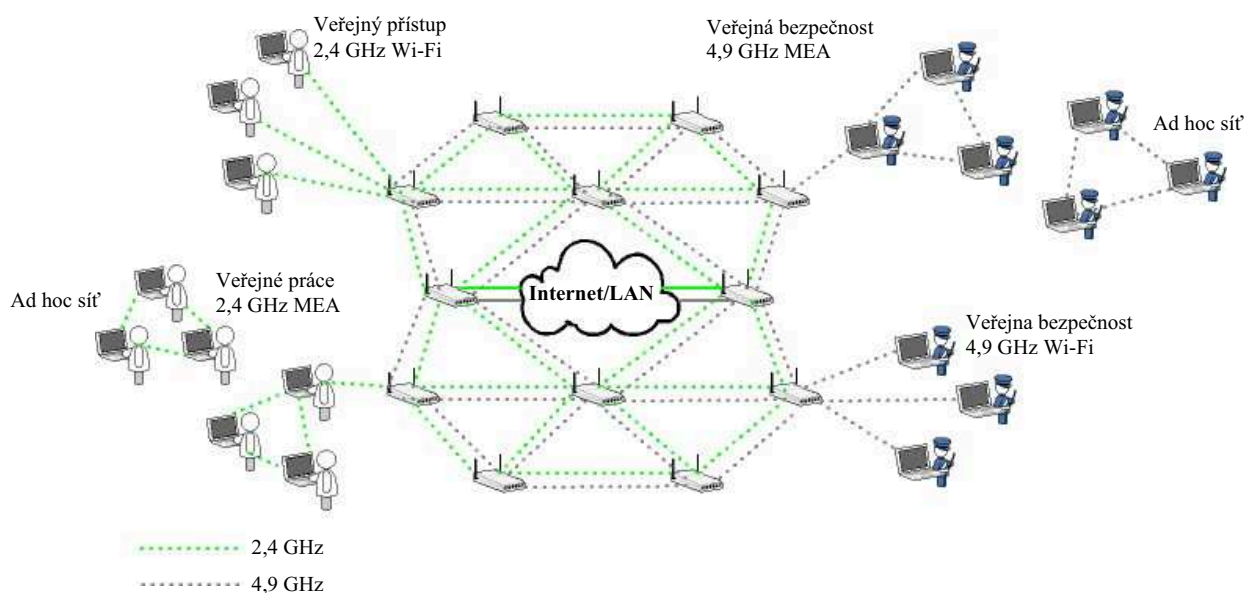 Veřejný přístup
2,4 GHz Wi-Fi
Veřejná bezpečnost
4,9 GHz MEA
Ad hoc síť
Ad hoc síť
Veřejné práce
2,4 GHz MEA
Internet/LAN
Veřejna bezpečnost
4,9 GHz Wi-Fi
2,4 GHz
4,9 GHz